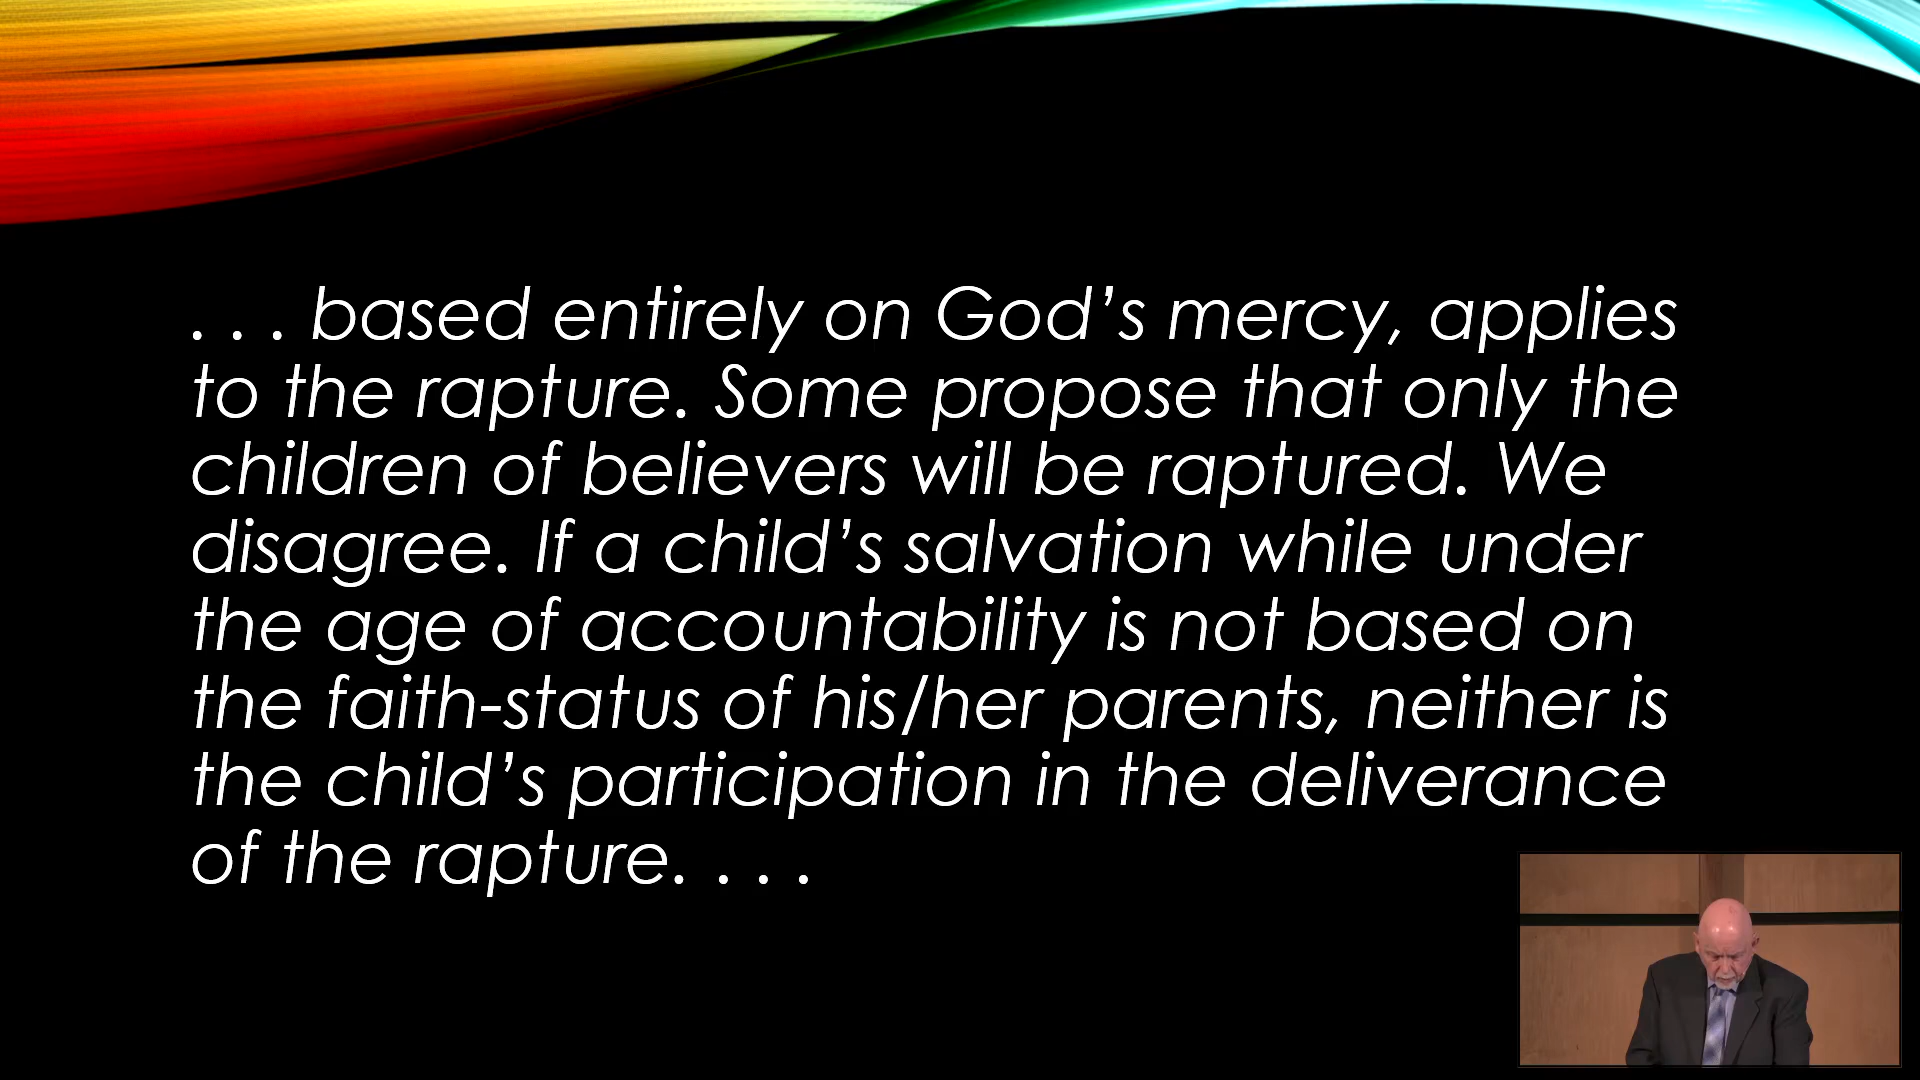 . . . based entirely on God’s mercy, applies
to the rapture. Some propose that only the
children of believers will be raptured. We
disagree. If a child’s salvation while under
the age of accountability is not based on
the faith-status of his/her parents, neither is
the child’s participation in the deliverance
of the rapture. . . .